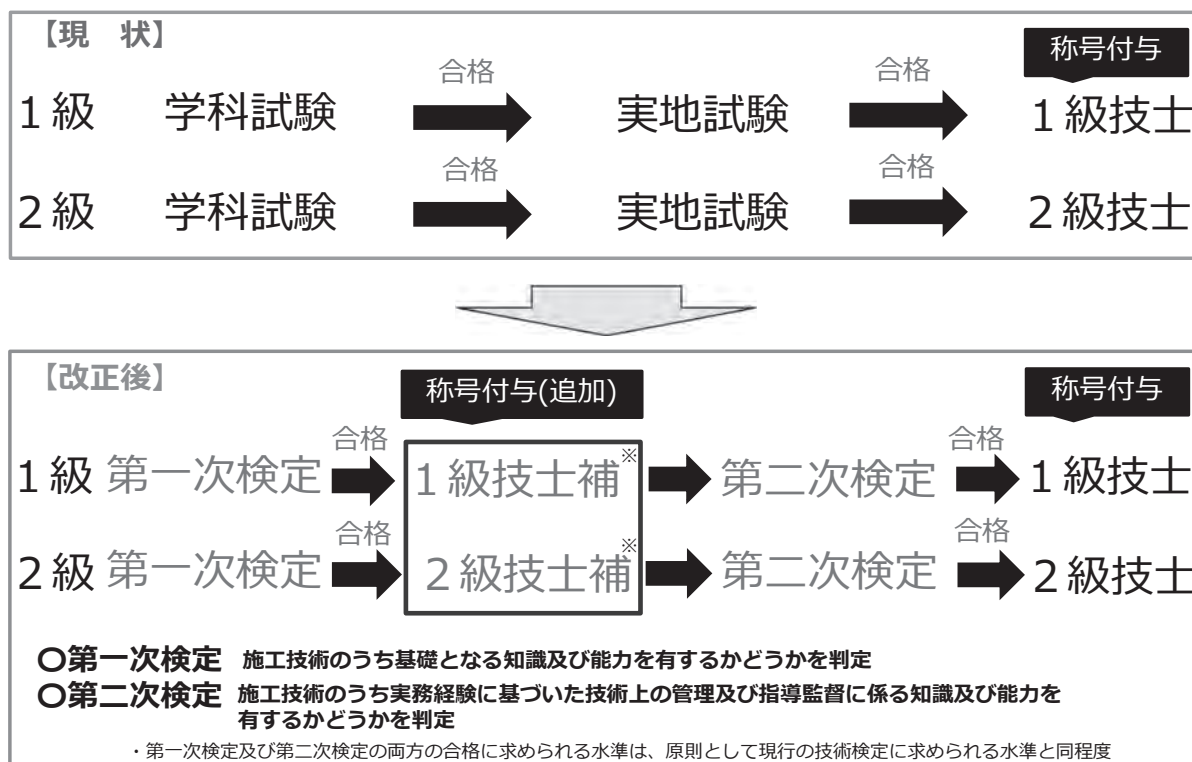 【現　状】
称号付与
合格
合格
１級　学科試験　実地試験　１級技士
合格
合格
２級　学科試験　実地試験　２級技士
【改正後】
称号付与(追加)
称号付与
合格
合格
１級 第一次検定　１級技士補※　第二次検定　１級技士
合格
合格
２級 第一次検定　２級技士補※　第二次検定　２級技士
〇第一次検定　施工技術のうち基礎となる知識及び能力を有するかどうかを判定
〇第二次検定　施工技術のうち実務経験に基づいた技術上の管理及び指導監督に係る知識及び能力を
有するかどうかを判定
・第一次検定及び第二次検定の両方の合格に求められる水準は、原則として現行の技術検定に求められる水準と同程度